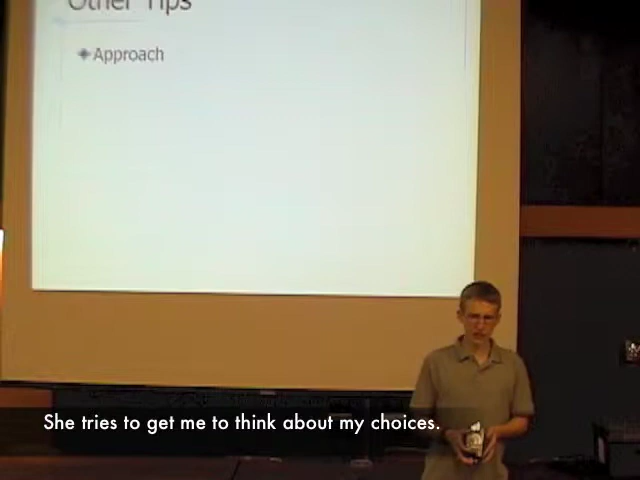 Other Tips
Approach
She tries to get me to think about my choices.